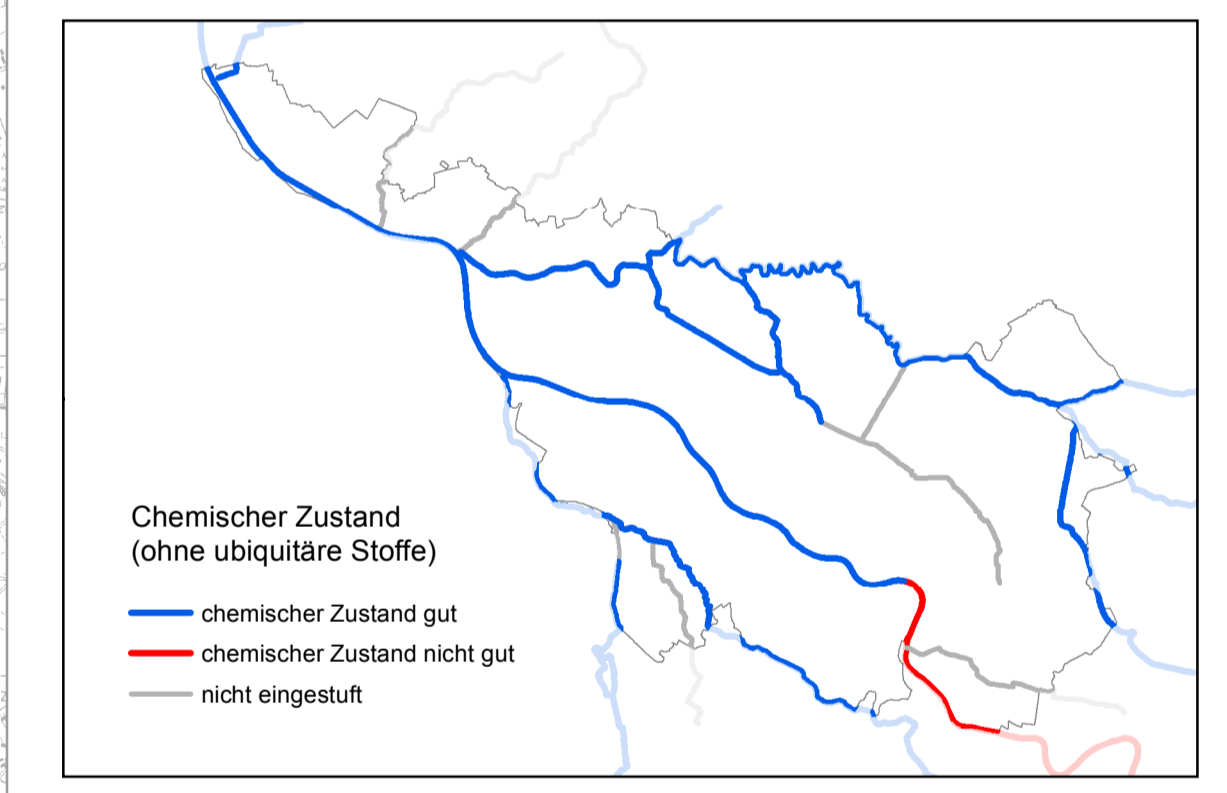 Chemischer Zustand
(ohne ubiquitäre Stoffe)
chemischer Zustand gut
chemischer Zustand nicht gut
nicht eingestuft